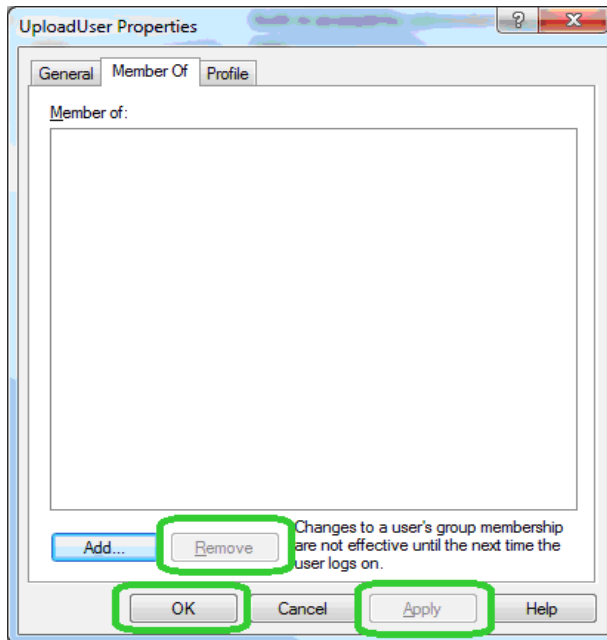 UploadUser Properties
General Member Of Profile
Member of:
Add... Remove
Changes to a user's group membership
are not effective until the next time the
user logs on.
OK Cancel Apply Help